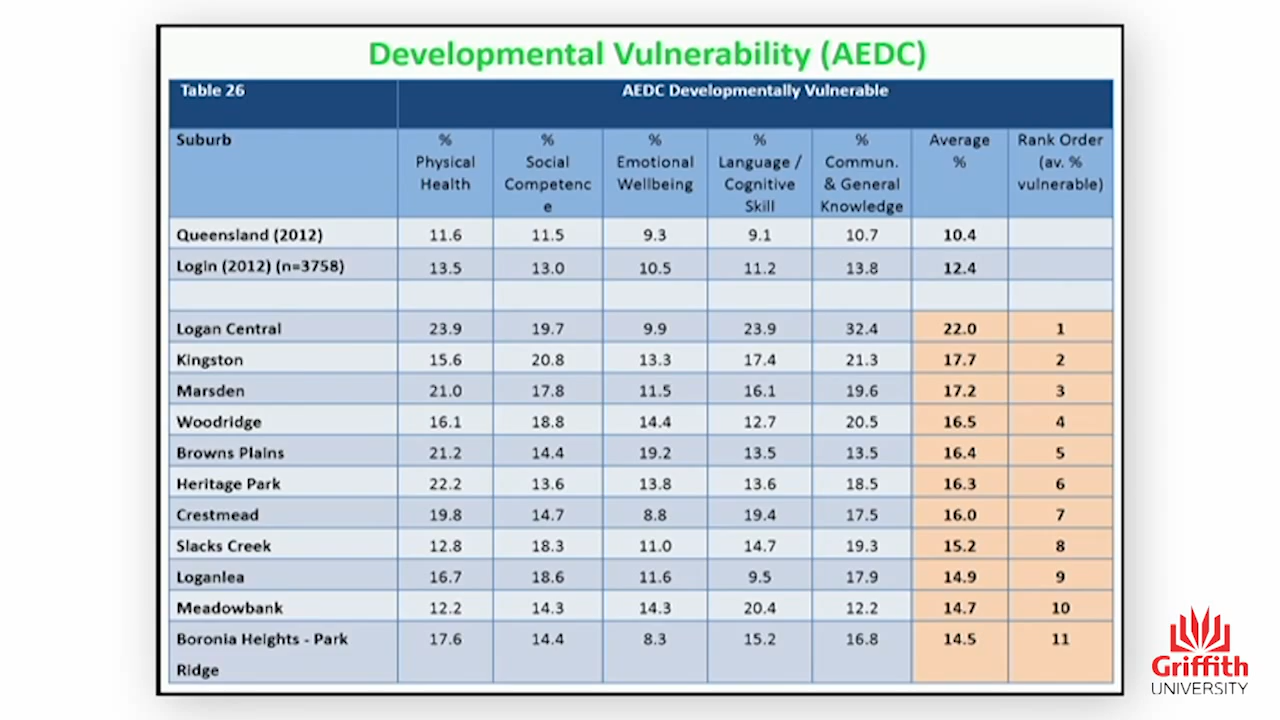 Developmental Vulnerability (AEDC)
Table 26 AEDC Developmentally Vulnerable
Suburb % Physical Health % Social Competenc e % Emotional Wellbeing % Language / Cognitive Skill % Commun. & General Knowledge Average % Rank Order (av. % vulnerable)
Queensland (2012) 11.6 11.5 9.3 9.1 10.7 10.4
Login (2012) (n=3758) 13.5 13.0 10.5 11.2 13.8 12.4
Logan Central 23.9 19.7 9.9 23.9 32.4 22.0 1
Kingston 15.6 20.8 13.3 17.4 21.3 17.7 2
Marsden 21.0 17.8 11.5 16.1 19.6 17.2 3
Woodridge 16.1 18.8 14.4 12.7 20.5 16.5 4
Browns Plains 21.2 14.4 19.2 13.5 13.5 16.4 5
Heritage Park 22.2 13.6 13.8 13.6 18.5 16.3 6
Crestmead 19.8 14.7 8.8 19.4 17.5 16.0 7
Slacks Creek 12.8 18.3 11.0 14.7 19.3 15.2 8
Loganlea 16.7 18.6 11.6 9.5 17.9 14.9 9
Meadowbank 12.2 14.3 14.3 20.4 12.2 14.7 10
Boronia Heights - Park 17.6 14.4 8.3 15.2 16.8 14.5 11
Ridge
Griffith
UNIVERSITY